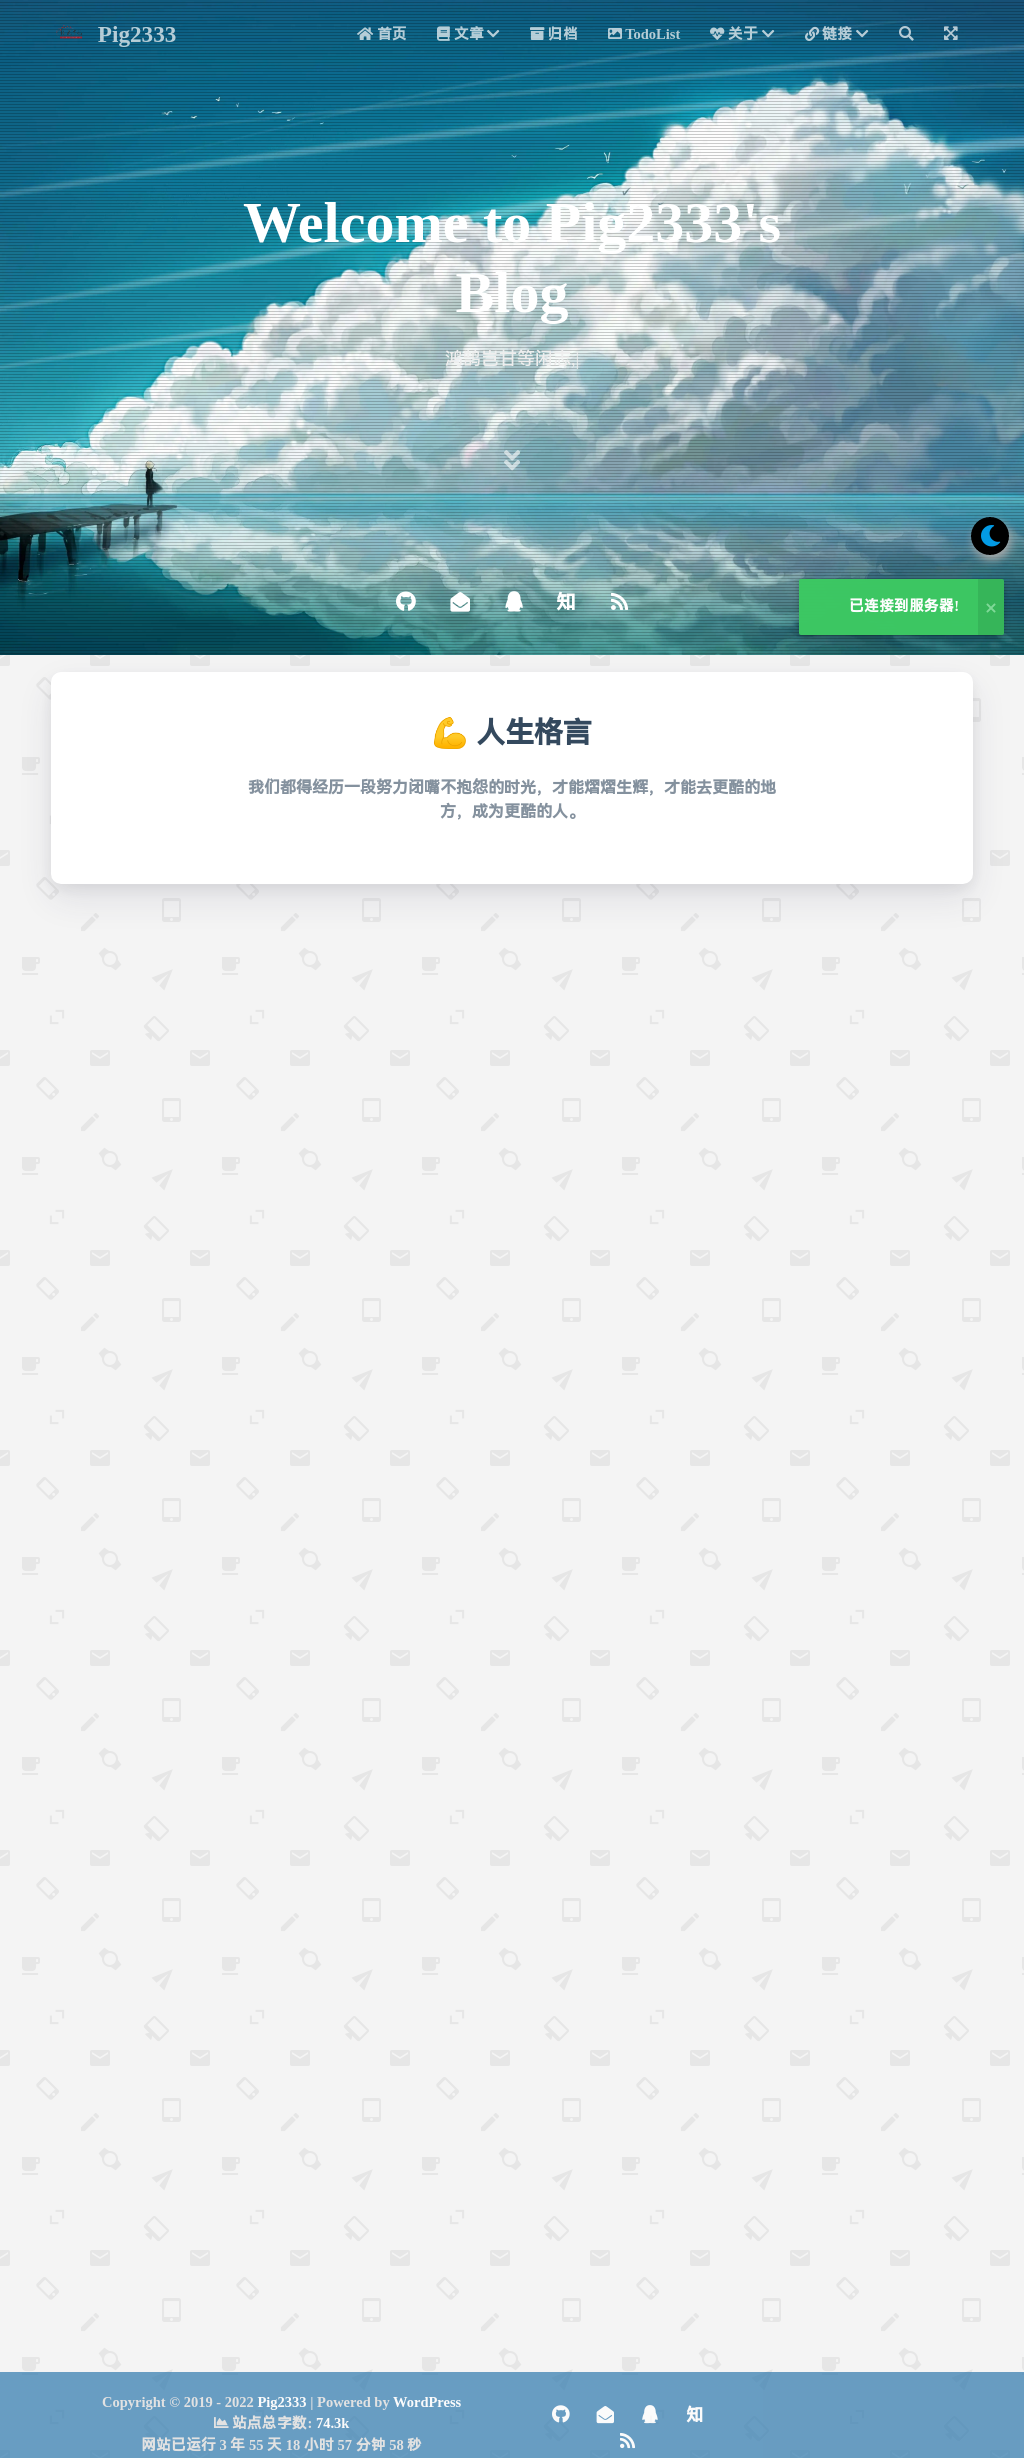 Pig2333
首页 文章 归档 TodoList 关于 链接
Welcome to Pig2333's
Blog
鸿鹄岂甘等闲
知
已连接到服务器!
人生格言
我们都得经历一段努力闭嘴不抱怨的时光，才能熠熠生辉，才能去更酷的地
方，成为更酷的人。
Copyright © 2019 - 2022 Pig2333 | Powered by WordPress
站点总字数: 74.3k
网站已运行 3 年 55 天 18 小时 57 分钟 58 秒
知